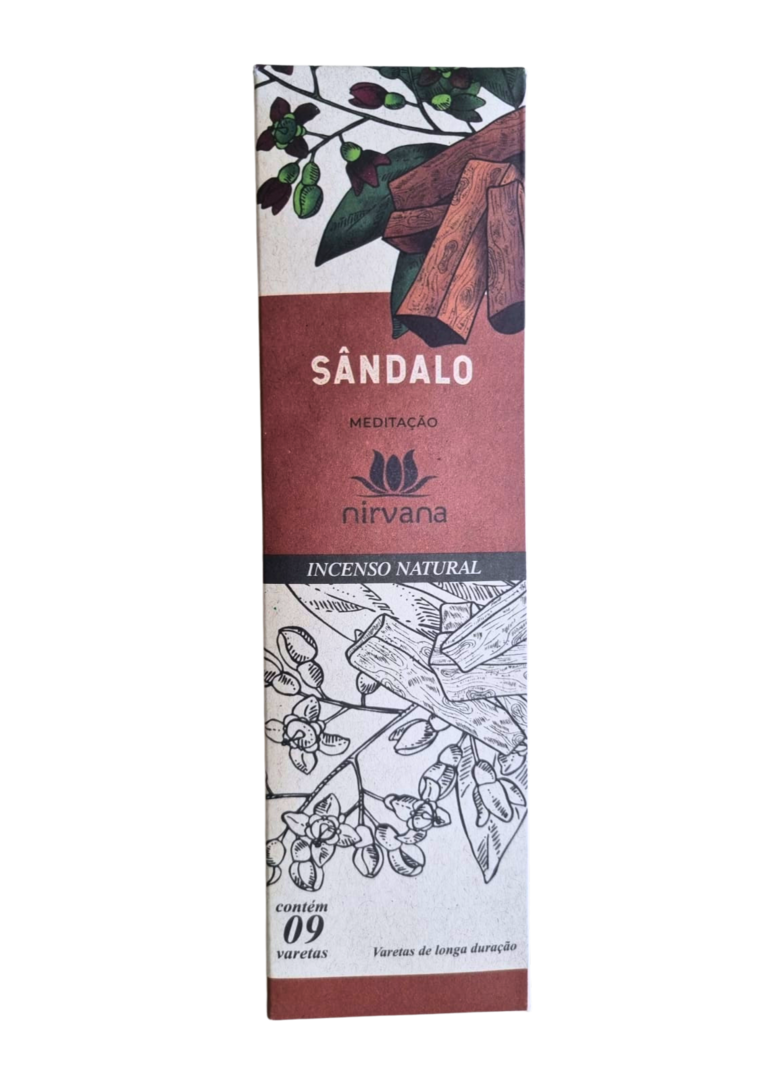 SÂNDALO
MEDITAÇÃO
nirvana
INCENSO NATURAL
contém
09
varetas
Varetas de longa duração